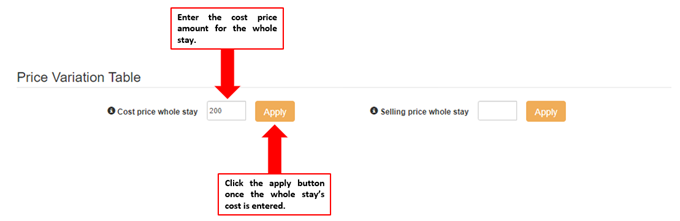 Enter the cost price
amount for the whole
stay.
Price Variation Table
Cost price whole stay 200 Apply Selling price whole stay Apply
Click the apply button
once the whole stay's
cost is entered.